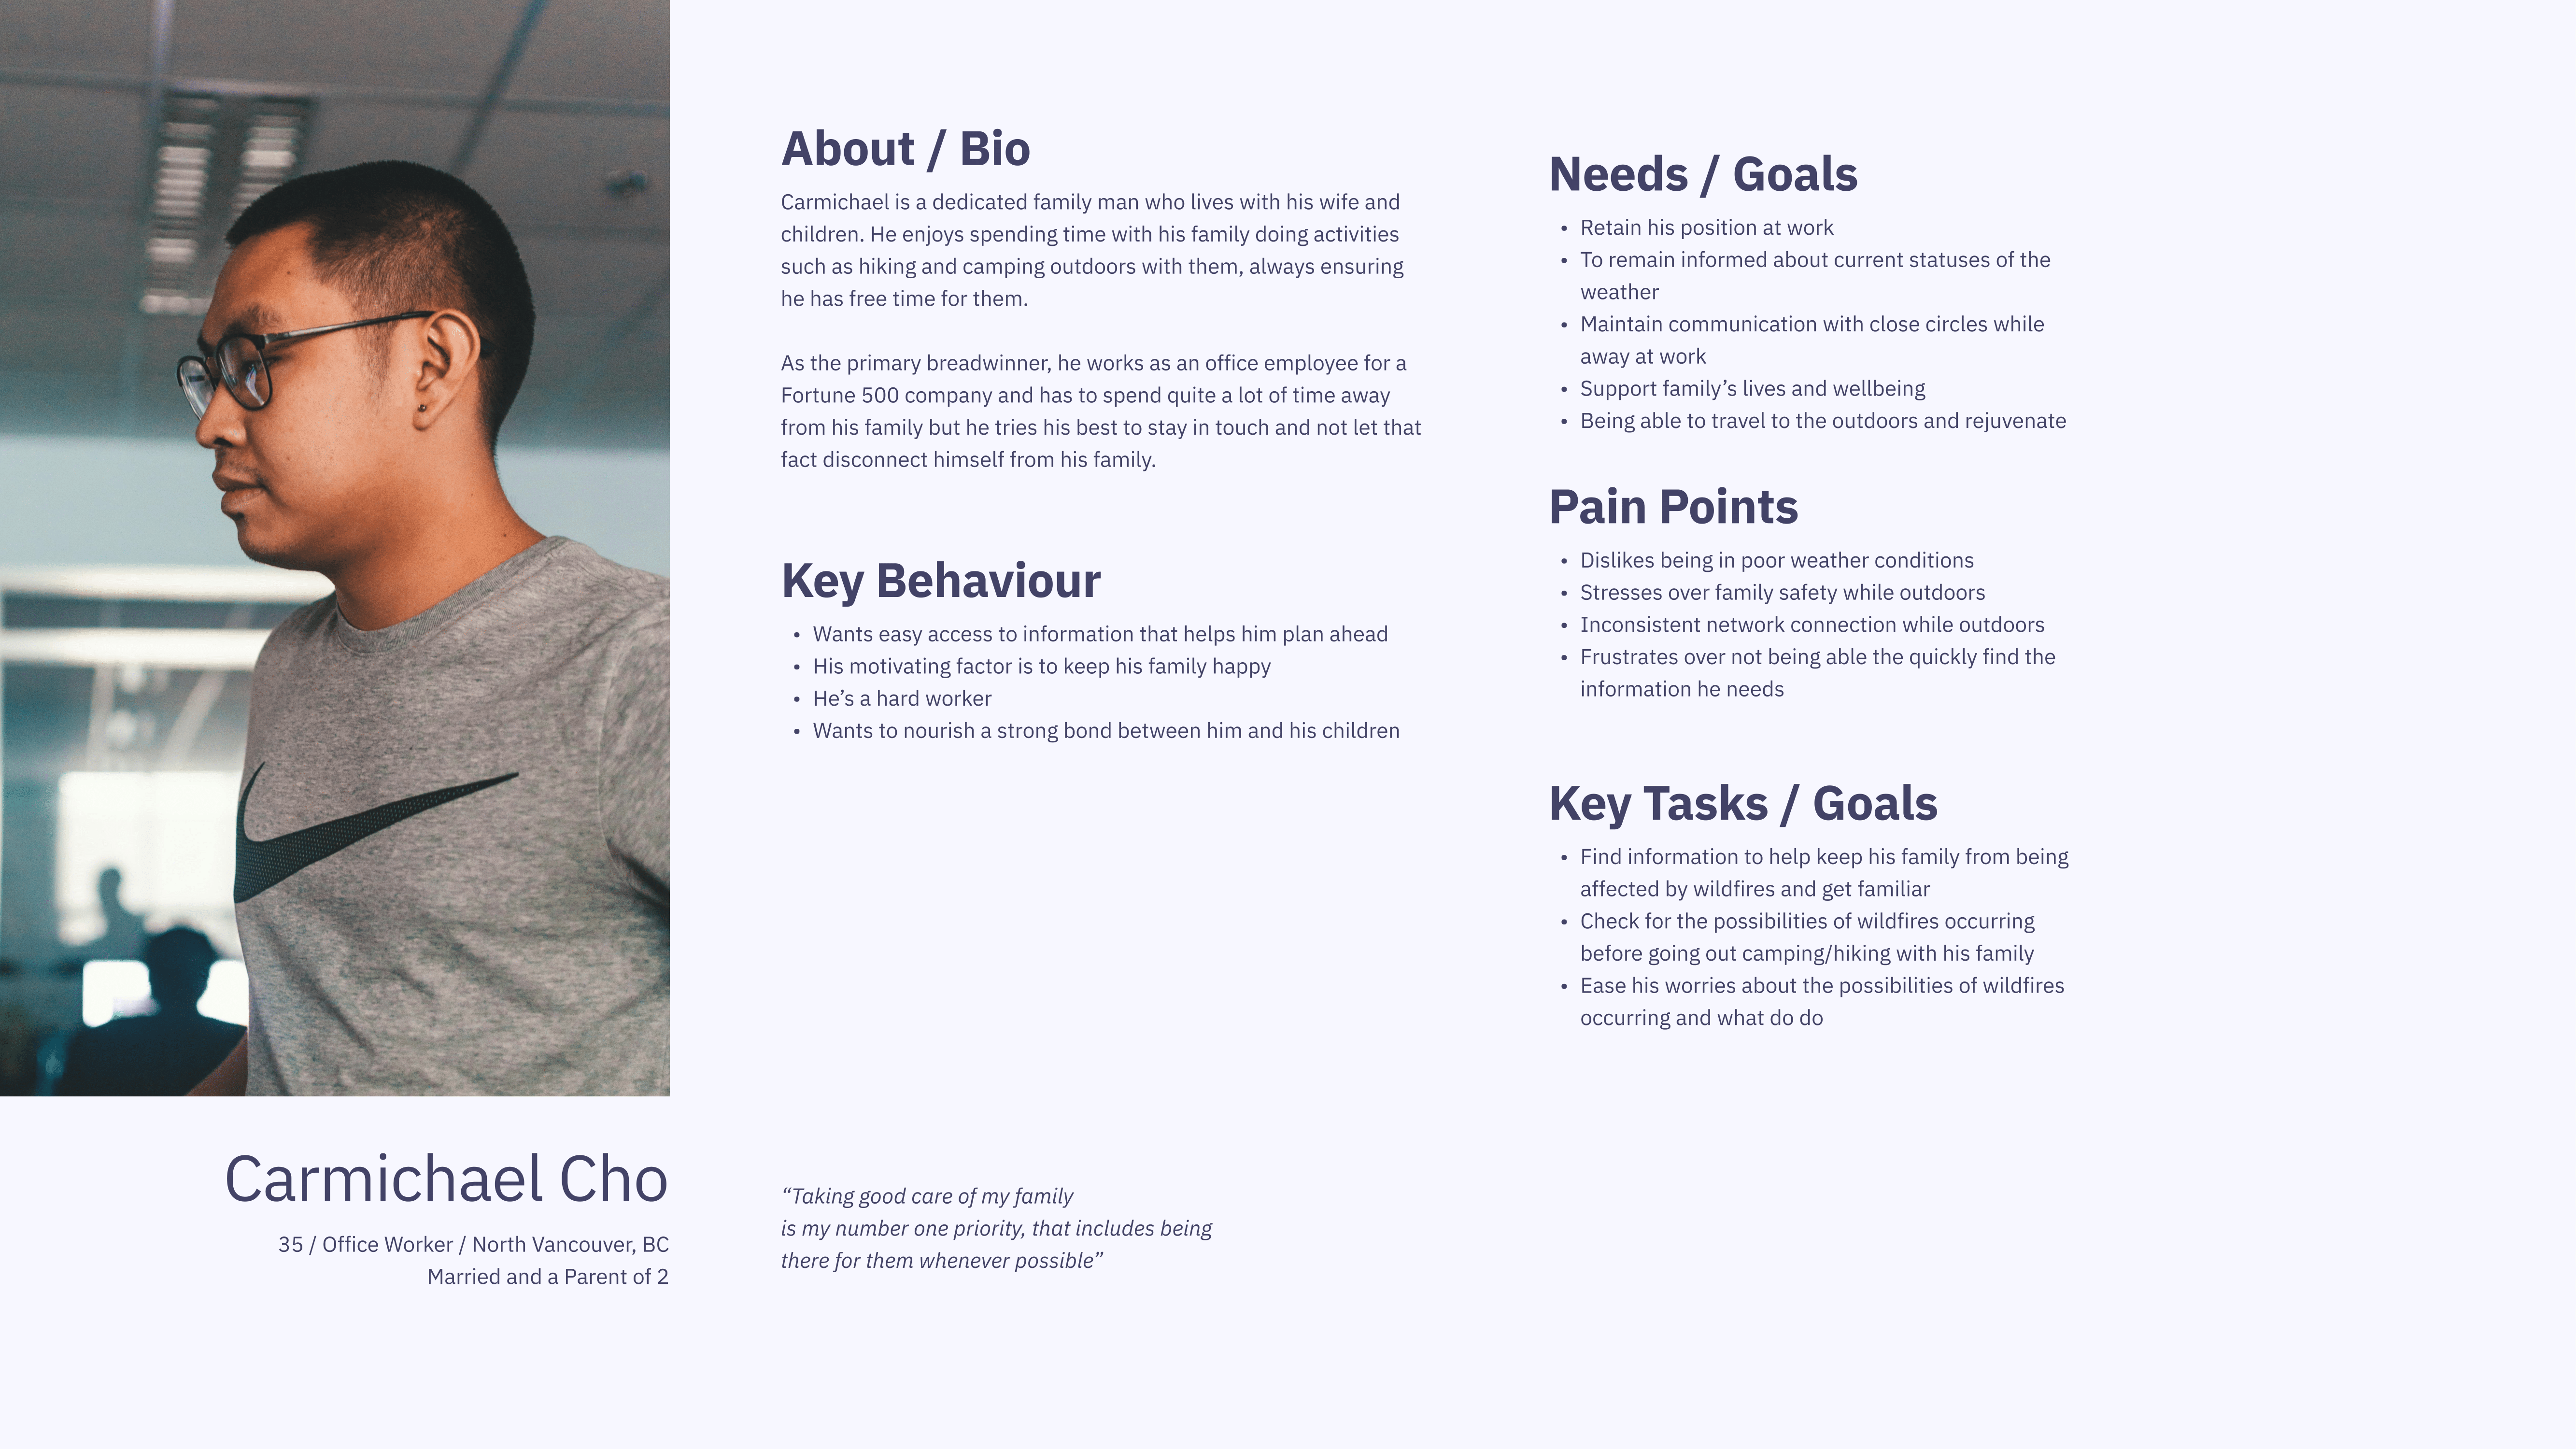 About / Bio
Carmichael is a dedicated family man who lives with his wife and
children. He enjoys spending time with his family doing activities
such as hiking and camping outdoors with them, always ensuring
he has free time for them.
As the primary breadwinner, he works as an office employee for a
Fortune 500 company and has to spend quite a lot of time away
from his family but he tries his best to stay in touch and not let that
fact disconnect himself from his family.
Key Behaviour
• Wants easy access to information that helps him plan ahead
• His motivating factor is to keep his family happy
• He’s a hard worker
• Wants to nourish a strong bond between him and his children
Needs / Goals
• Retain his position at work
• To remain informed about current statuses of the
weather
• Maintain communication with close circles while
away at work
• Support family’s lives and wellbeing
• Being able to travel to the outdoors and rejuvenate
Pain Points
• Dislikes being in poor weather conditions
• Stresses over family safety while outdoors
• Inconsistent network connection while outdoors
• Frustrates over not being able the quickly find the
information he needs
Key Tasks / Goals
• Find information to help keep his family from being
affected by wildfires and get familiar
• Check for the possibilities of wildfires occurring
before going out camping/hiking with his family
• Ease his worries about the possibilities of wildfires
occurring and what do do
Carmichael Cho
35 / Office Worker / North Vancouver, BC
Married and a Parent of 2
“Taking good care of my family
is my number one priority, that includes being
there for them whenever possible”